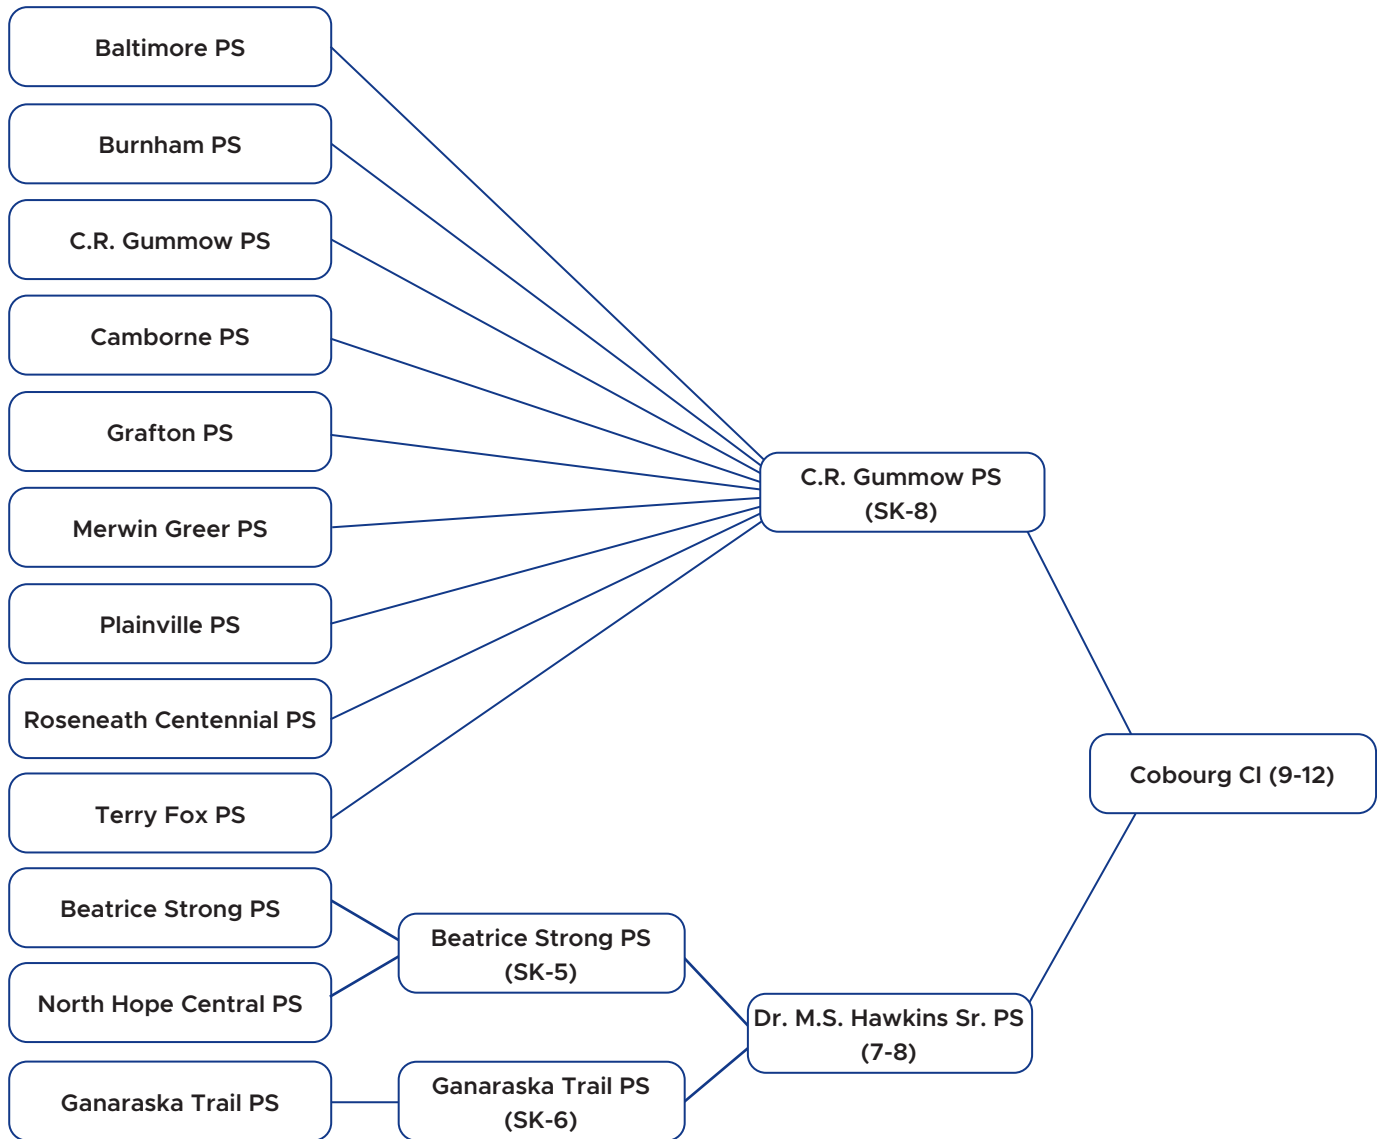 Baltimore PS
Burnham PS
C.R. Gummow PS
Camborne PS
Grafton PS
Merwin Greer PS
Plainville PS
Roseneath Centennial PS
Terry Fox PS
Beatrice Strong PS
North Hope Central PS
Ganaraska Trail PS
Beatrice Strong PS
(SK-5)
Ganaraska Trail PS
(SK-6)
C.R. Gummow PS
(SK-8)
Dr. M.S. Hawkins Sr. PS
(7-8)
Cobourg CI (9-12)